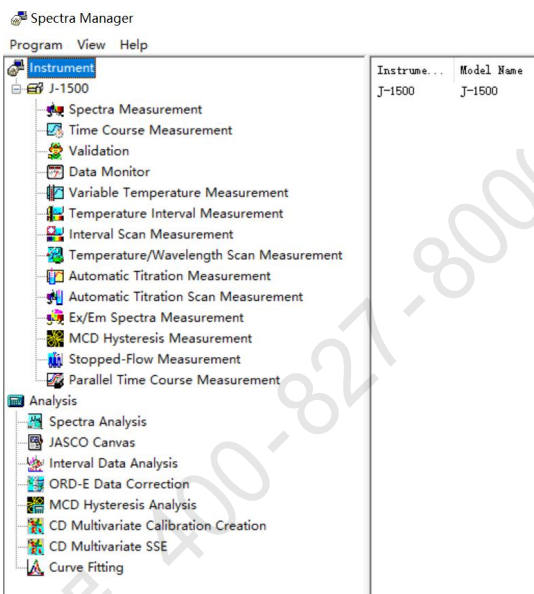 Spectra Manager
Program View Help
Instrument
J-1500
Spectra Measurement
Time Course Measurement
Validation
Data Monitor
Variable Temperature Measurement
Temperature Interval Measurement
Interval Scan Measurement
Temperature/Wavelength Scan Measurement
Automatic Titration Measurement
Automatic Titration Scan Measurement
Ex/Em Spectra Measurement
MCD Hysteresis Measurement
Stopped-Flow Measurement
Parallel Time Course Measurement
Analysis
Spectra Analysis
JASCO Canvas
Interval Data Analysis
ORD-E Data Correction
MCD Hysteresis Analysis
CD Multivariate Calibration Creation
CD Multivariate SSE
Curve Fitting
Instrume... Model Name
J-1500 J-1500
400-827-800